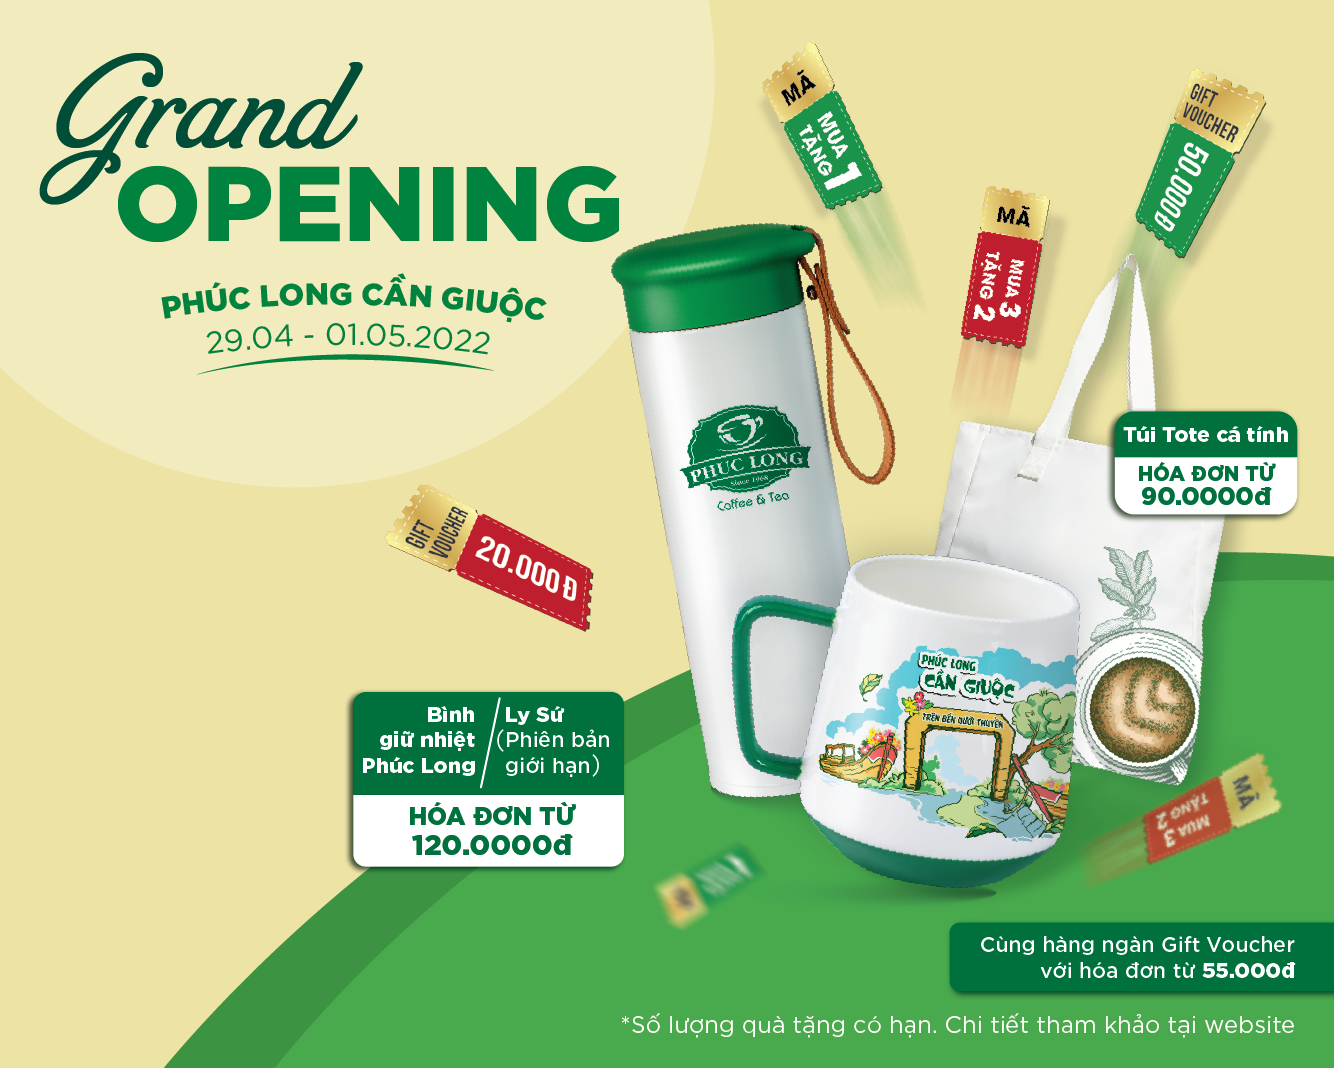 Grand
OPENING
PHÚC LONG CẦN GIUỘC
29.04 - 01.05.2022
MÃ
MUA 1
TẶNG 1
GIFT
VOUCHER
50.000Đ
MÃ
MUA 3
TẶNG 2
PHUC LONG
Since 1968
Coffee & Tea
Túi Tote cá tính
HÓA ĐƠN TỪ
90.0000đ
GIFT
VOUCHER
20.000Đ
PHÚC LONG
CẦN GIUỘC
TRÊN BẾN DƯỚI THUYỀN
Bình
giữ nhiệt
Phúc Long
Ly Sứ
(Phiên bản
giới hạn)
HÓA ĐƠN TỪ
120.0000đ
MÃ
MUA 3
TẶNG 2
Cùng hàng ngàn Gift Voucher
với hóa đơn từ 55.000đ
*Số lượng quà tặng có hạn. Chi tiết tham khảo tại website